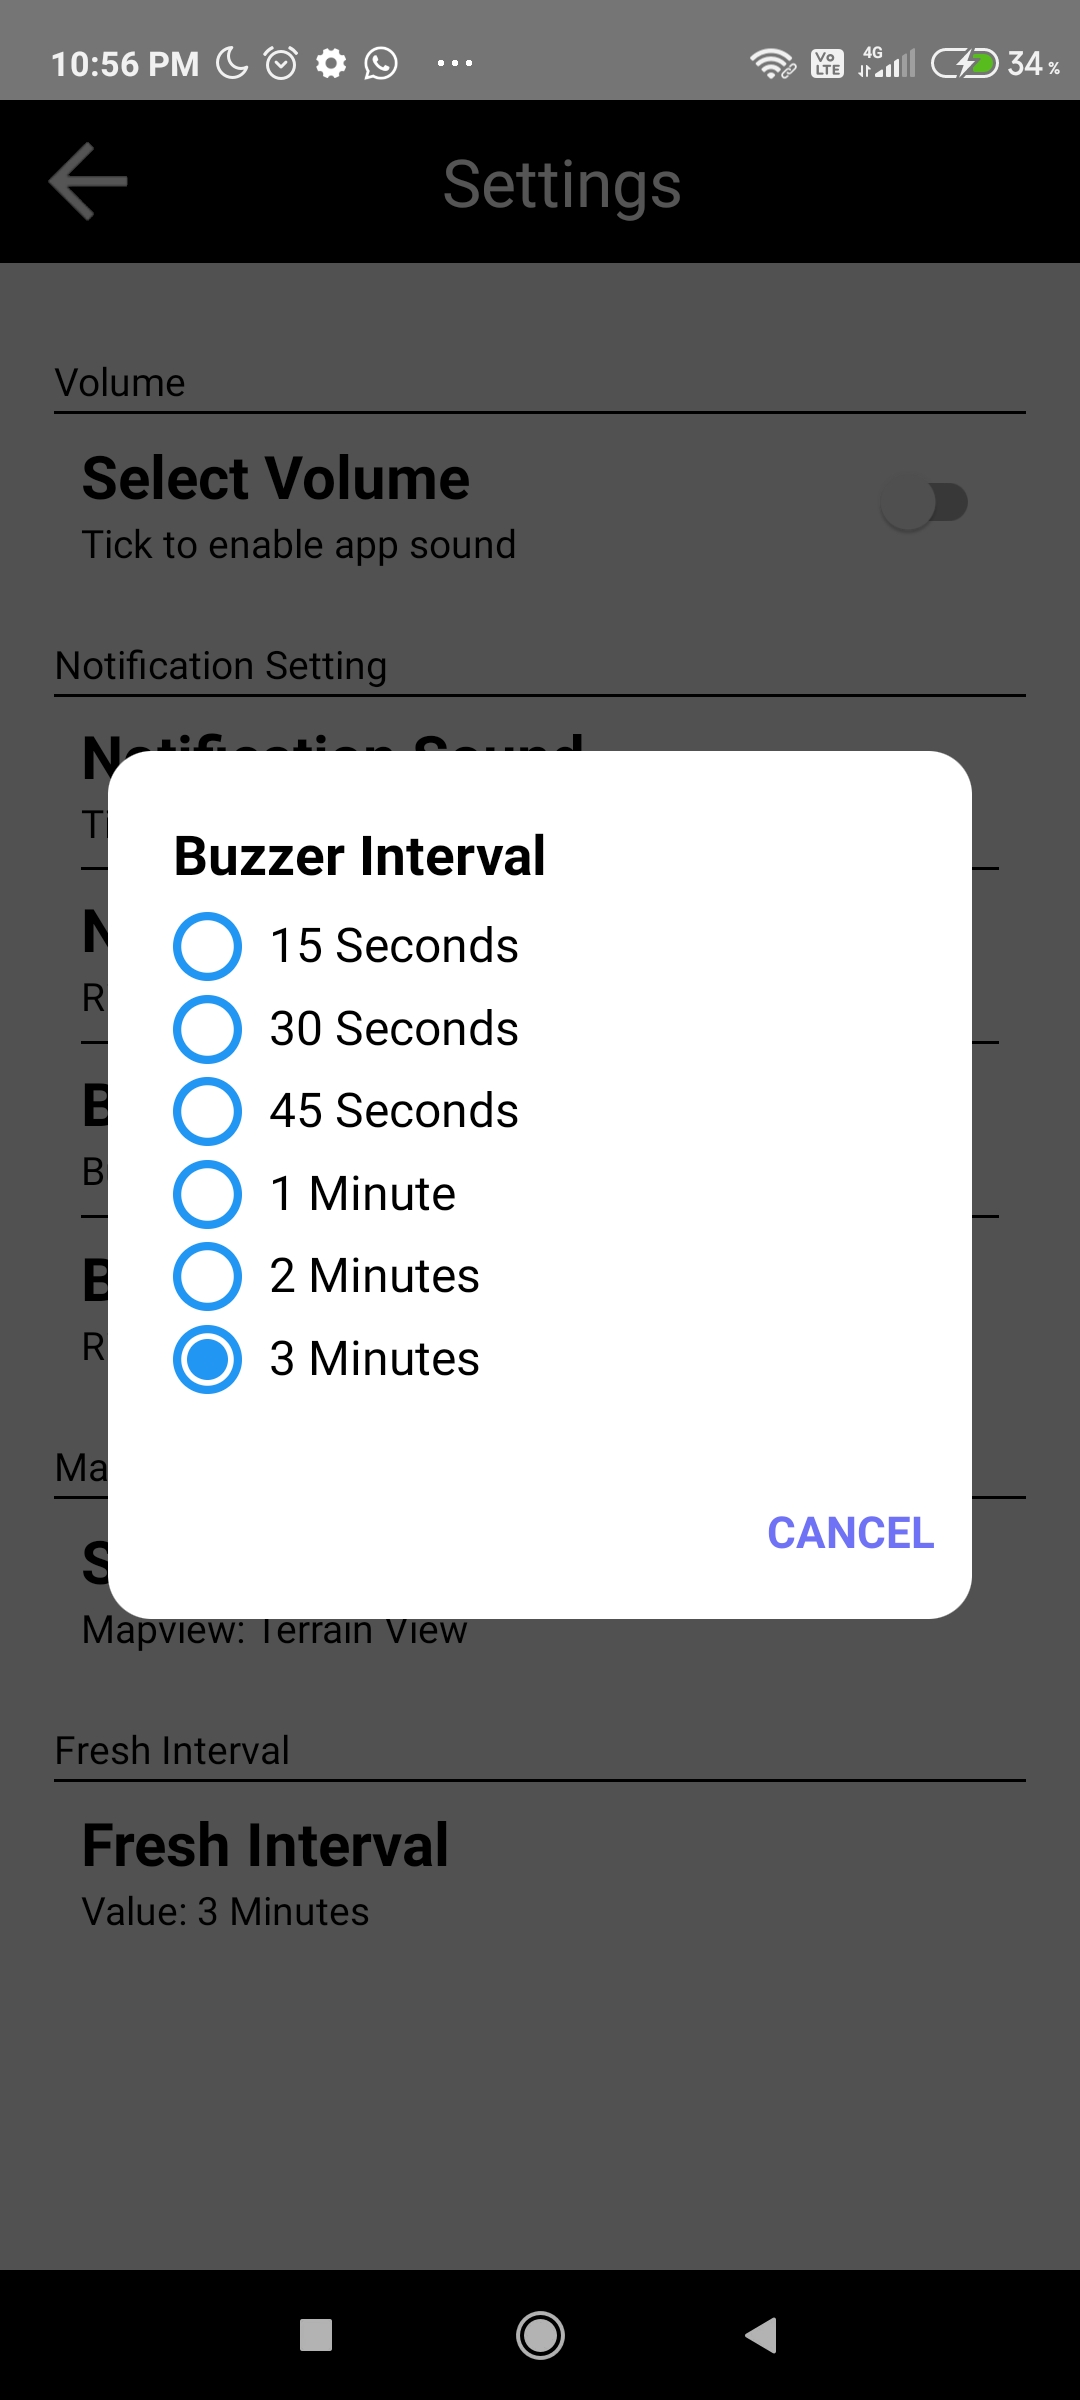 10:56 PM
Vo LTE 4G 34 %
Settings
Volume
Select Volume
Tick to enable app sound
Notification Setting
Notification Sound
Buzzer Interval
15 Seconds
30 Seconds
45 Seconds
1 Minute
2 Minutes
3 Minutes
CANCEL
Mapview: Terrain View
Fresh Interval
Fresh Interval
Value: 3 Minutes